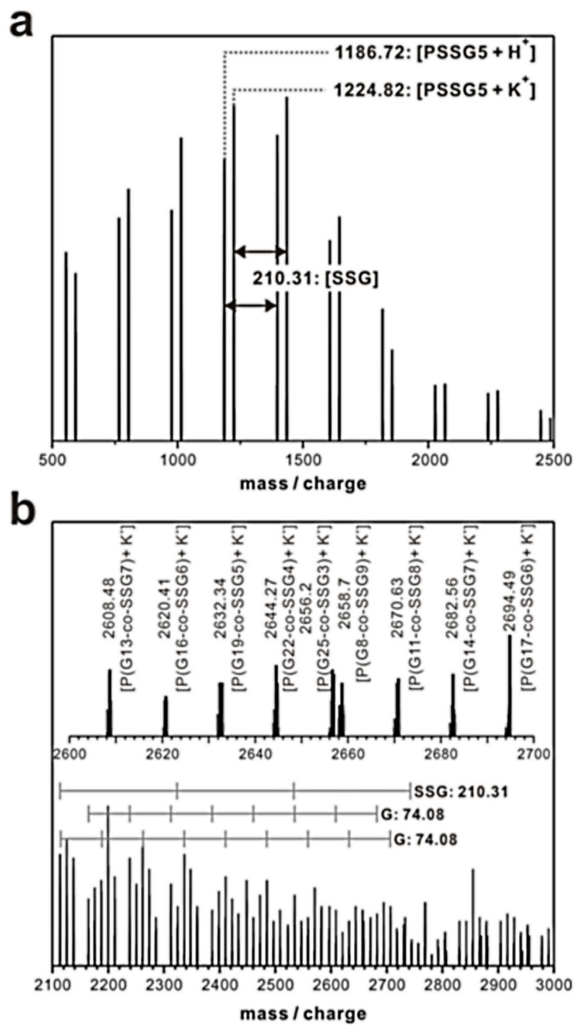 a
1186.72: [PSSG5 + H+]
1224.82: [PSSG5 + K+]
210.31: [SSG]
500 1000 1500 2000 2500
mass / charge
b
2608.48
[P(G13-co-SSG7)+ K+]
2620.41
[P(G16-co-SSG6)+ K+]
2632.34
[P(G19-co-SSG5)+ K+]
2644.27
[P(G22-co-SSG4)+ K+]
2656.2
[P(G25-co-SSG3)+ K+]
2658.7
[P(G8-co-SSG9)+ K+]
2670.63
[P(G11-co-SSG8)+ K+]
2682.56
[P(G14-co-SSG7)+ K+]
2694.49
[P(G17-co-SSG6)+ K+]
2600 2620 2640 2660 2680 2700
SSG: 210.31
G: 74.08
G: 74.08
2100 2200 2300 2400 2500 2600 2700 2800 2900 3000
mass / charge